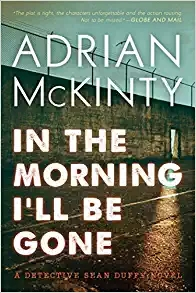 "The plot is tight, the characters unforgettable and the action rousing.
Not to be missed." —GLOBE AND MAIL
ADRIAN
McKINTY
IN THE
MORNING
I'LL BE
GONE
A DETECTIVE SEAN DUFFY NOVEL